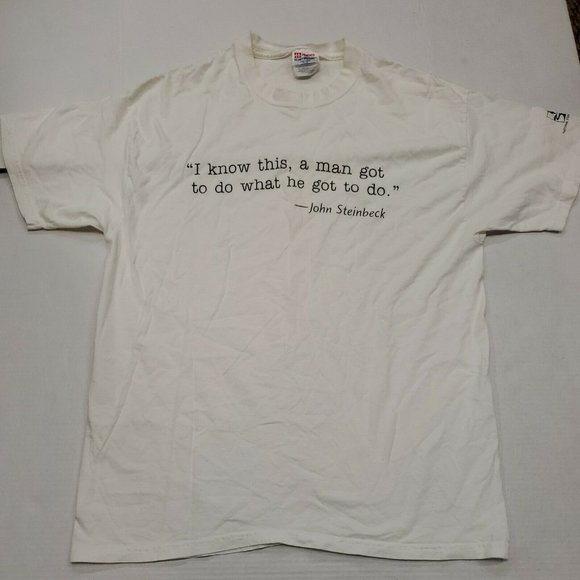 “I know this, a man got
to do what he got to do.”
—John Steinbeck